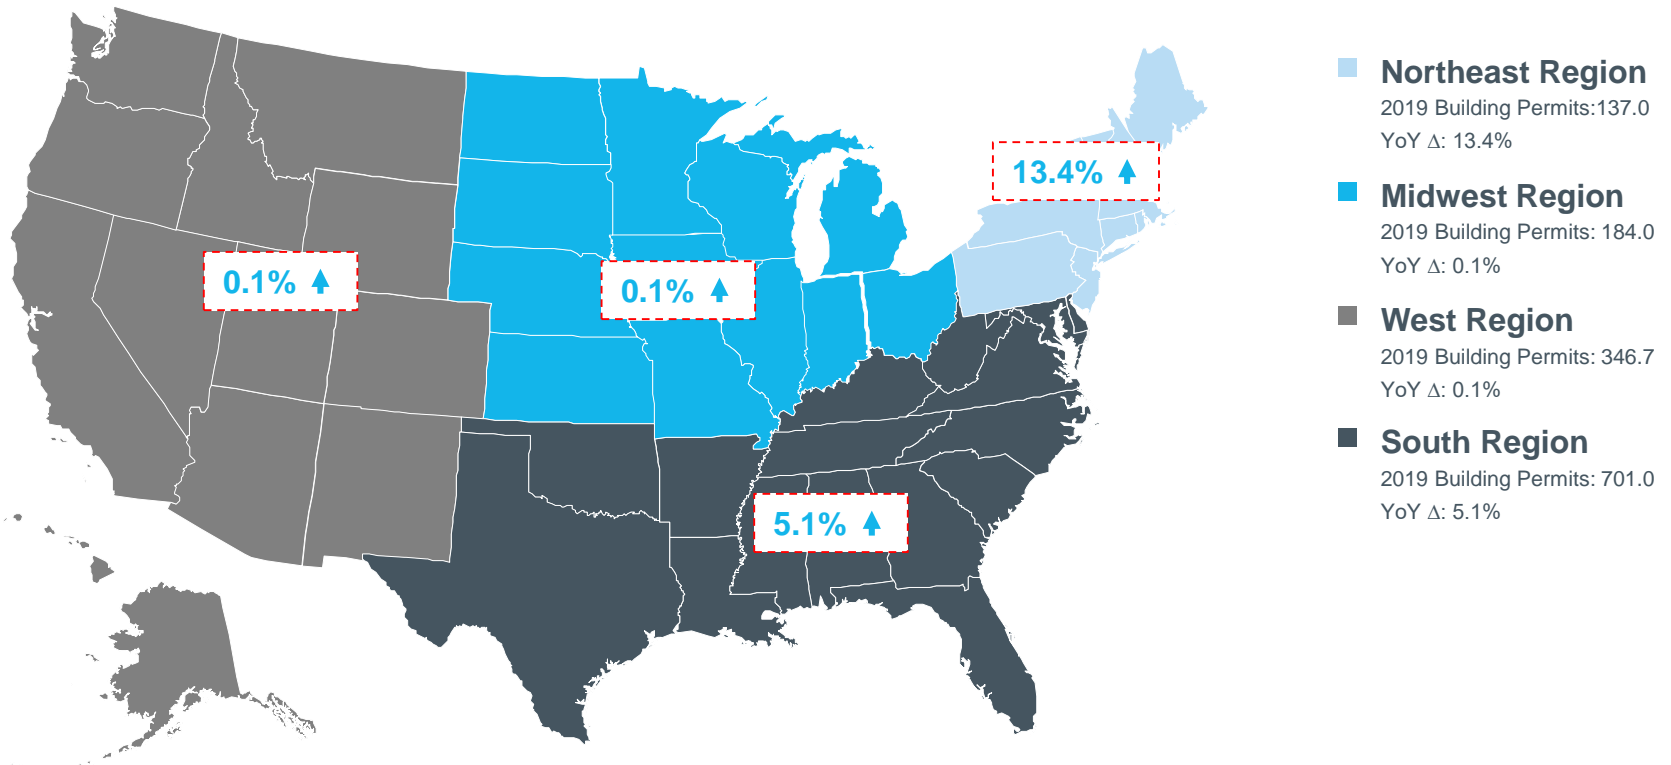 13.4%
0.1%
0.1%
5.1%
Northeast Region
2019 Building Permits:137.0
YoY Δ: 13.4%
Midwest Region
2019 Building Permits: 184.0
YoY Δ: 0.1%
West Region
2019 Building Permits: 346.7
YoY Δ: 0.1%
South Region
2019 Building Permits: 701.0
YoY Δ: 5.1%